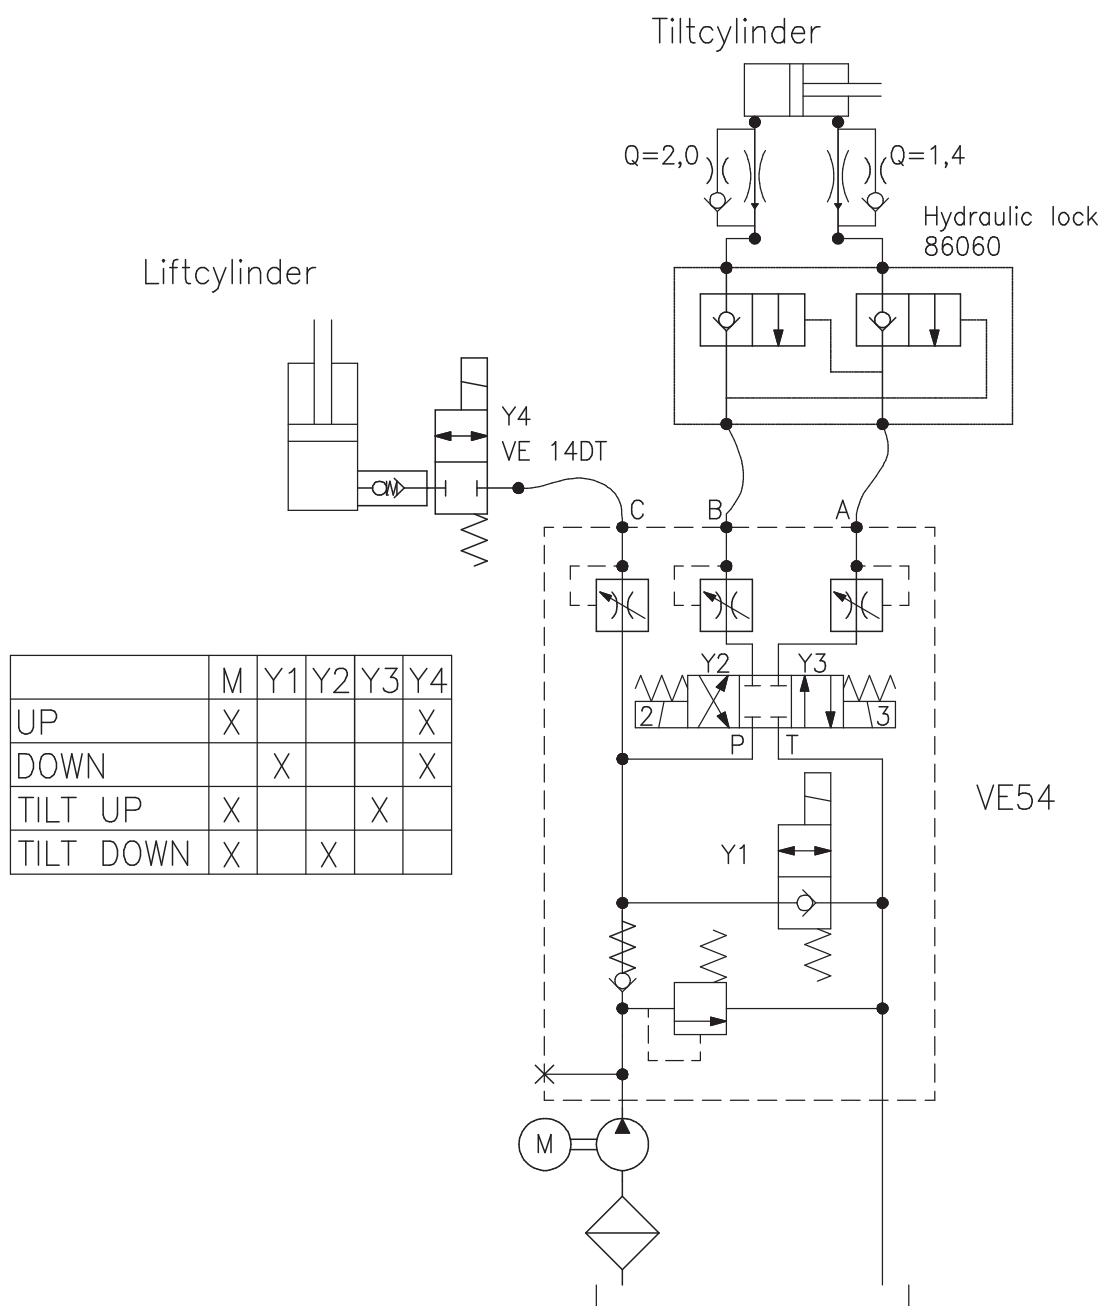 Tiltcylinder
Q=2,0
Q=1,4
Hydraulic lock
86060
Liftcylinder
Y4
VE 14DT
C
B
A
Y2
Y3
2
3
P
T
VE54
Y1
M Y1 Y2 Y3 Y4
UP X X
DOWN X X
TILT UP X X
TILT DOWN X X
M